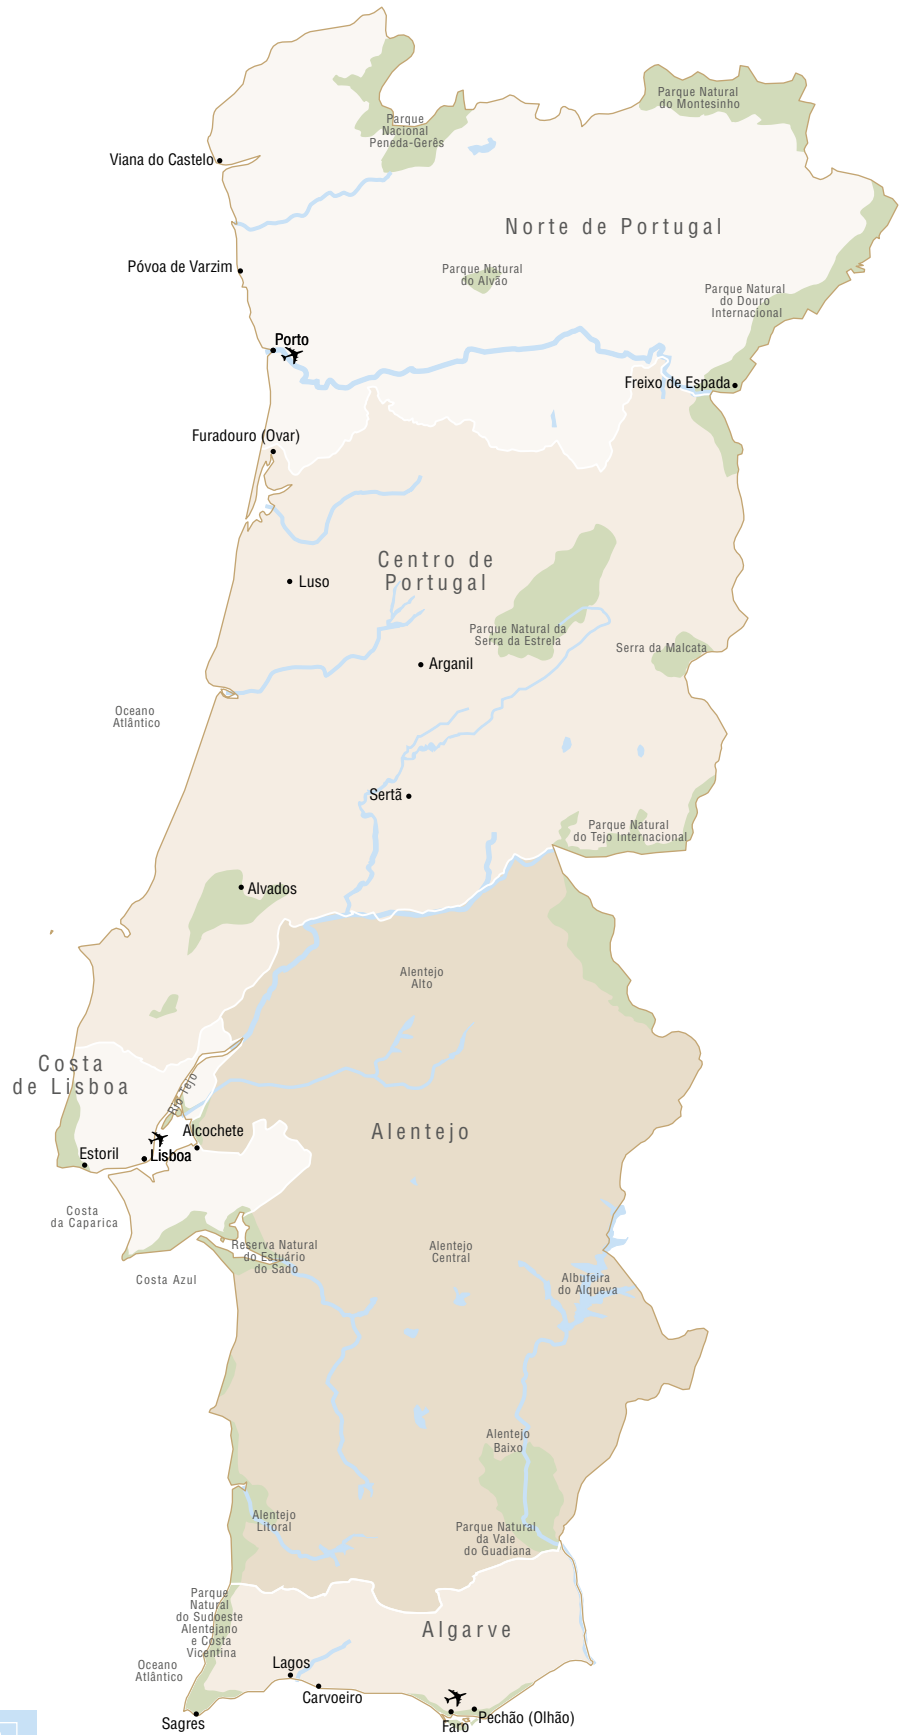 Parque Natural
do Montesinho
Parque
Nacional
Peneda-Gerês
Viana do Castelo
Norte de Portugal
Póvoa de Varzim
Parque Natural
do Alvão
Parque Natural
do Douro
Internacional
Porto
Freixo de Espada
Furadouro (Ovar)
Centro de
Portugal
Luso
Parque Natural da
Serra da Estrela
Serra da Malcata
Arganil
Oceano
Atlântico
Sertã
Parque Natural
do Tejo Internacional
Alvados
Alentejo
Alto
Costa
de Lisboa
Rio Tejo
Alcochete
Alentejo
Estoril
Lisboa
Costa
da Caparica
Reserva Natural
do Estuário
do Sado
Alentejo
Central
Costa Azul
Albufeira
do Alqueva
Alentejo
Baixo
Alentejo
Litoral
Parque Natural
da Vale
do Guadiana
Parque
Natural
do Sudoeste
Alentejano
e Costa
Vicentina
Algarve
Oceano
Atlântico
Lagos
Carvoeiro
Sagres
Faro
Pechão (Olhão)